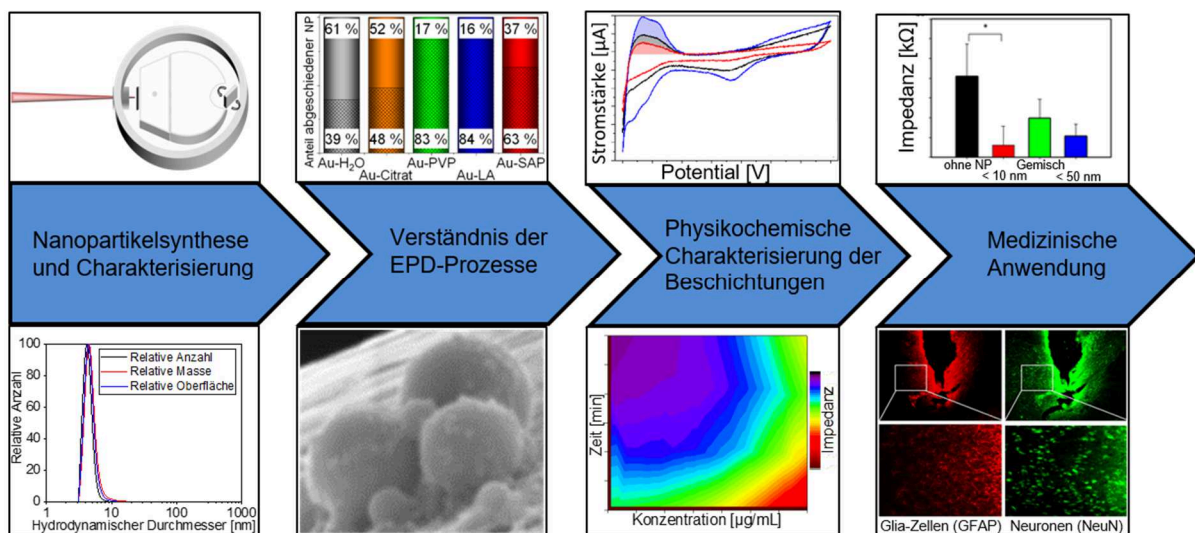 Anteil abgeschiedener NP
61 % 52 % 17 % 16 % 37 %
39 % 48 % 83 % 84 % 63 %
Au-H₂O Au-PVP Au-SAP
Au-Citrat Au-LA
Stromstärke [µA]
Potential [V]
Impedanz [kΩ]
*
ohne NP Gemisch
< 10 nm < 50 nm
Nanopartikelsynthese
und Charakterisierung
Verständnis der
EPD-Prozesse
Physikochemische
Charakterisierung der
Beschichtungen
Medizinische
Anwendung
Relative Anzahl
100
80
60
40
20
0
Relative Anzahl
Relative Masse
Relative Oberfläche
1 10 100 1000
Hydrodynamischer Durchmesser [nm]
Zeit [min]
Impedanz
Konzentration [µg/mL]
Glia-Zellen (GFAP) Neuronen (NeuN)